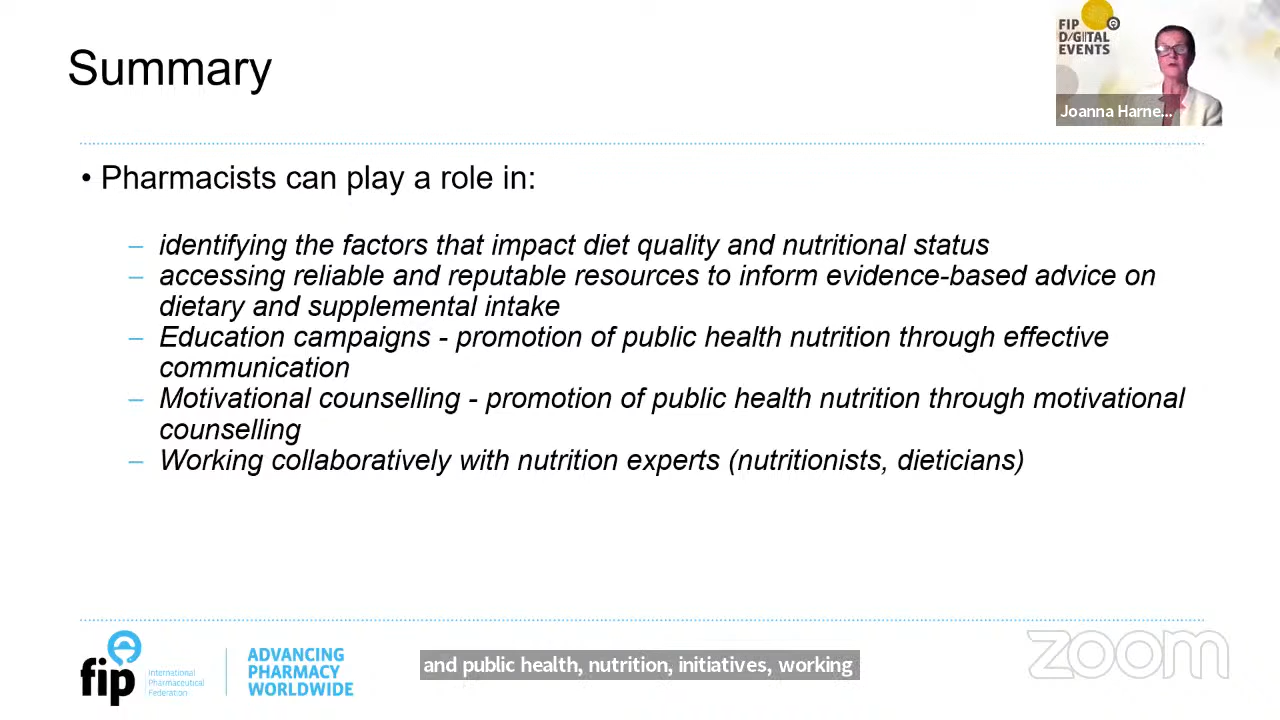 Summary
FIP
DIGITAL
EVENTS
Joanna Harne...
• Pharmacists can play a role in:
– identifying the factors that impact diet quality and nutritional status
– accessing reliable and reputable resources to inform evidence-based advice on
dietary and supplemental intake
– Education campaigns - promotion of public health nutrition through effective
communication
– Motivational counselling - promotion of public health nutrition through motivational
counselling
– Working collaboratively with nutrition experts (nutritionists, dieticians)
fip
International
Pharmaceutical
Federation
ADVANCING
PHARMACY
WORLDWIDE
and public health, nutrition, initiatives, working
zoom